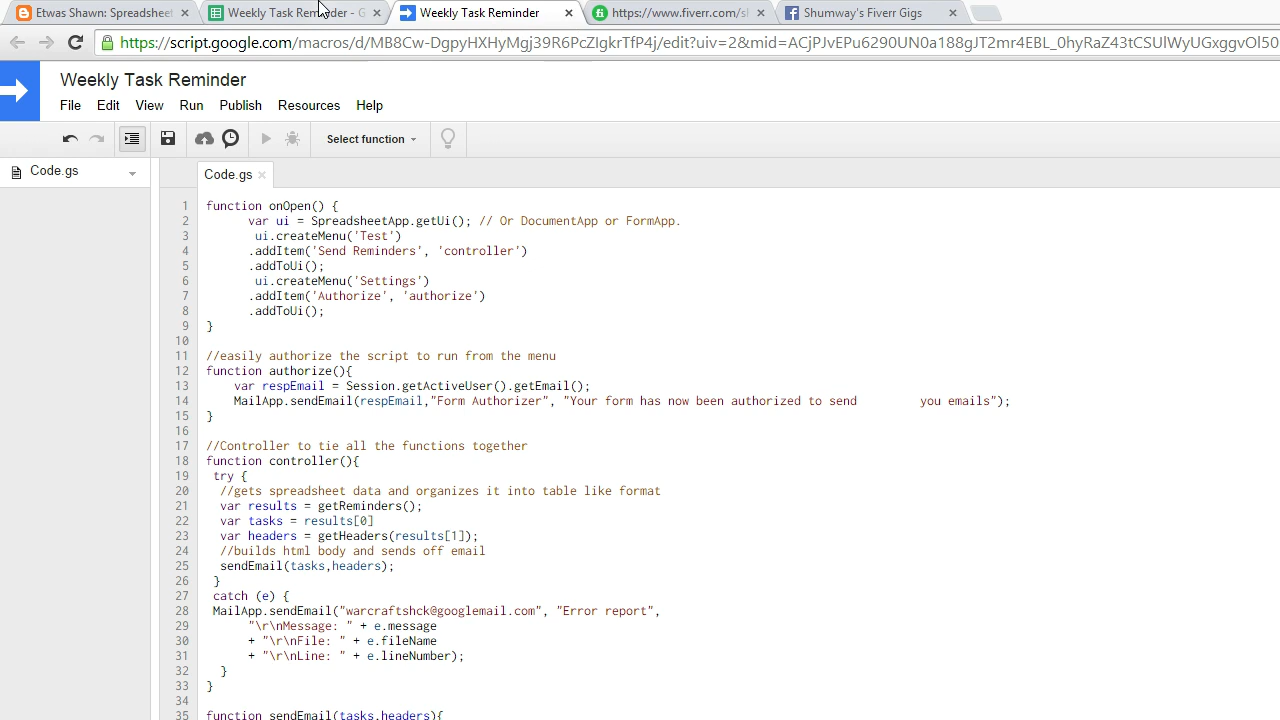 Etwas Shawn: Spreadsheet
Weekly Task Reminder - G
Weekly Task Reminder
https://www.fiverr.com/sh
Shumway's Fiverr Gigs
https://script.google.com/macros/d/MB8Cw-DgpyHXHyMgj39R6PcZIgkrTfP4j/edit?uiv=2&mid=ACjPJvEPu6290UN0a188gJT2mr4EBL_0hyRaZ43tCSUlWyUGxggvOl50
Weekly Task Reminder
File Edit View Run Publish Resources Help
Select function
Code.gs
Code.gs
1 function onOpen() {
2 var ui = SpreadsheetApp.getUi(); // Or DocumentApp or FormApp.
3 ui.createMenu('Test')
4 .addItem('Send Reminders', 'controller')
5 .addToUi();
6 ui.createMenu('Settings')
7 .addItem('Authorize', 'authorize')
8 .addToUi();
9 }
10
11 //easily authorize the script to run from the menu
12 function authorize(){
13 var respEmail = Session.getActiveUser().getEmail();
14 MailApp.sendEmail(respEmail,"Form Authorizer", "Your form has now been authorized to send you emails");
15 }
16
17 //Controller to tie all the functions together
18 function controller(){
19 try {
20 //gets spreadsheet data and organizes it into table like format
21 var results = getReminders();
22 var tasks = results[0]
23 var headers = getHeaders(results[1]);
24 //builds html body and sends off email
25 sendEmail(tasks,headers);
26 }
27 catch (e) {
28 MailApp.sendEmail("warcraftshck@googlemail.com", "Error report",
29 "\r\nMessage: " + e.message
30 + "\r\nFile: " + e.fileName
31 + "\r\nLine: " + e.lineNumber);
32 }
33 }
34
35 function sendEmail(tasks,headers){